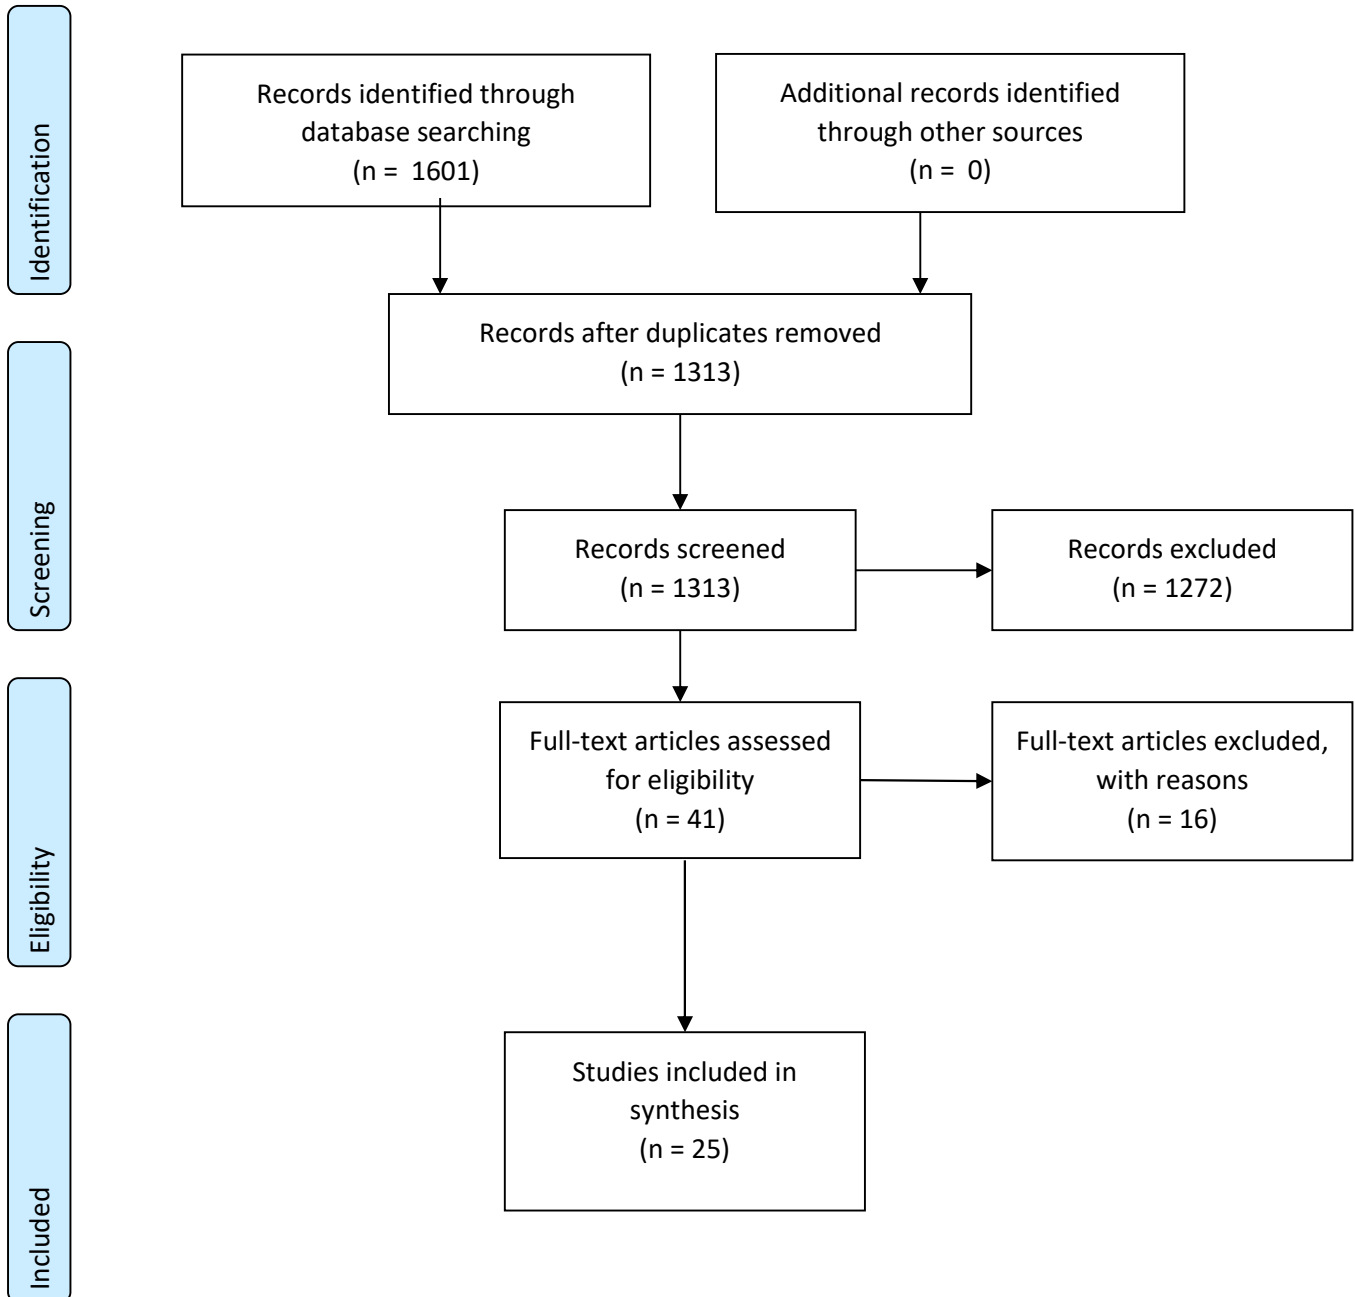 Identification
Records identified through
database searching
(n =  1601)
Additional records identified
through other sources
(n =  0)
Records after duplicates removed
(n = 1313)
Screening
Records screened
(n = 1313)
Records excluded
(n = 1272)
Eligibility
Full-text articles assessed
for eligibility
(n = 41)
Full-text articles excluded,
with reasons
(n = 16)
Included
Studies included in
synthesis
(n = 25)